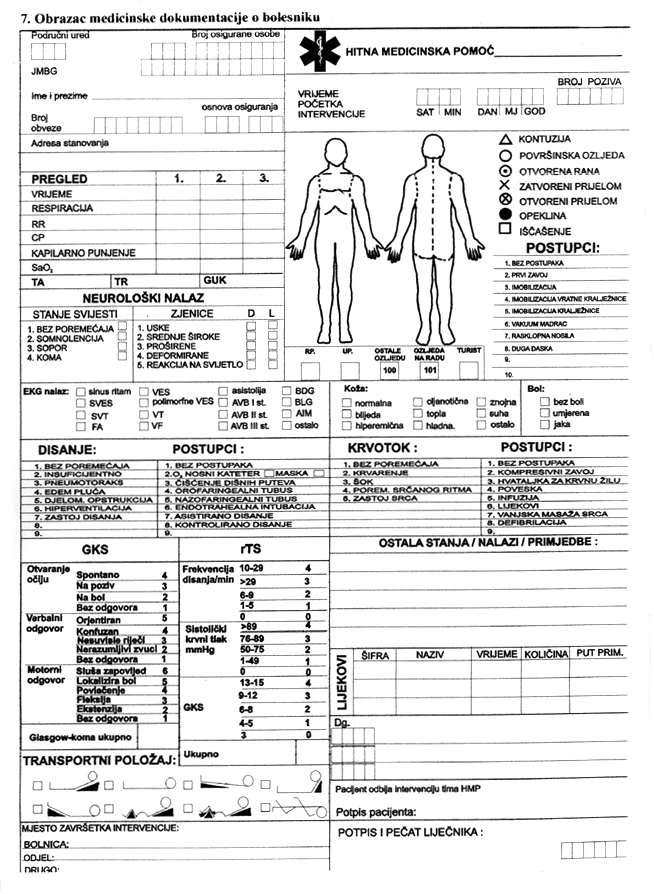 7. Obrazac medicinske dokumentacije o bolesniku
Područni ured
Broj osigurane osobe
JMBG
Ime i prezime
osnova osiguranja
Broj
obveze
Adresa stanovanja
HITNA MEDICINSKA POMOĆ
BROJ POZIVA
VRIJEME
POČETKA
INTERVENCIJE
SAT MIN DAN MJ GOD
KONTUZIJA
POVRŠINSKA OZLJEDA
OTVORENA RANA
ZATVORENI PRIJELOM
OTVORENI PRIJELOM
OPEKLINA
IŠČAŠENJE
POSTUPCI:
1. BEZ POSTUPAKA
2. PRVI ZAVOJ
3. IMOBILIZACIJA
4. IMOBILIZACIJA VRATNE KRALJEŽNICE
5. IMOBILIZACIJA KRALJEŽNICE
6. VAKUUM MADRAC
7. RASKLOPNA NOSILA
8. DUGA DASKA
9.
10.
PREGLED 1. 2. 3.
VRIJEME
RESPIRACIJA
RR
CP
KAPILARNO PUNJENJE
SaO₂
TA TR GUK
NEUROLOŠKI NALAZ
STANJE SVIJESTI
1. BEZ POREMEĆAJA
2. SOMNOLENCIJA
3. SOPOR
4. KOMA
ZJENICE D L
1. USKE
2. SREDNJE ŠIROKE
3. PROŠIRENE
4. DEFORMIRANE
5. REAKCIJA NA SVIJETLO
RP.
UP.
OSTALE
OZLJEDU
100
OZLJEDA
NA RADU
101
TURIST
EKG nalaz:
sinus ritam VES asistolija BDG
SVES polimorfne VES AVB I st. BLG
SVT VT AVB II st. AIM
FA VF AVB III st. ostalo
Koža:
normalna cijanotična znojna
blijeda topla suha
hiperemična hladna. ostalo
Bol:
bez boli
umjerena
jaka
DISANJE:
1. BEZ POREMEĆAJA
2. INSUFICIJENTNO
3. PNEUMOTORAKS
4. EDEM PLUĆA
5. DJELOM. OPSTRUKCIJA
6. HIPERVENTILACIJA
7. ZASTOJ DISANJA
8.
9.
POSTUPCI :
1. BEZ POSTUPAKA
2.O₂ NOSNI KATETER MASKA
3. ČIŠĆENJE DIŠNIH PUTEVA
4. OROFARINGEALNI TUBUS
5. NAZOFARINGEALNI TUBUS
6. ENDOTRAHEALNA INTUBACIJA
7. ASISTIRANO DISANJE
8. KONTROLIRANO DISANJE
9.
KRVOTOK :
1. BEZ POREMEĆAJA
2. KRVARENJE
3. ŠOK
4. POREM. SRČANOG RITMA
5. ZASTOJ SRCA
POSTUPCI :
1. BEZ POSTUPAKA
2. KOMPRESIVNI ZAVOJ
3. HVATALJKA ZA KRVNU ŽILU
4. POVESKA
5. INFUZIJA
6. LIJEKOVI
7. VANJSKA MASAŽA SRCA
8. DEFIBRILACIJA
9.
GKS
Otvaranje
očiju
Spontano 4
Na poziv 3
Na bol 2
Bez odgovora 1
Verbalni
odgovor
Orjentiran 5
Konfuzan 4
Nesuvisle riječi 3
Nerazumljivi zvuci 2
Bez odgovora 1
Motorni
odgovor
Sluša zapovijed 6
Lokalizira bol 5
Povlačenje 4
Fleksija 3
Ekstenzija 2
Bez odgovora 1
Glasgow-koma ukupno
rTS
Frekvencija
disanja/min
10-29 4
>29 3
6-9 2
1-5 1
0 0
Sistolički
krvni tlak
mmHg
>89 4
76-89 3
50-75 2
1-49 1
0 0
GKS
13-15 4
9-12 3
6-8 2
4-5 1
3 0
Ukupno
OSTALA STANJA / NALAZI / PRIMJEDBE :
LIJEKOVI
ŠIFRA NAZIV VRIJEME KOLIČINA PUT PRIM.
Dg.
TRANSPORTNI POLOŽAJ:
Pacijent odbija intervenciju tima HMP
Potpis pacijenta:
MJESTO ZAVRŠETKA INTERVENCIJE:
BOLNICA:
ODJEL:
DRUGO:
POTPIS I PEČAT LIJEČNIKA :